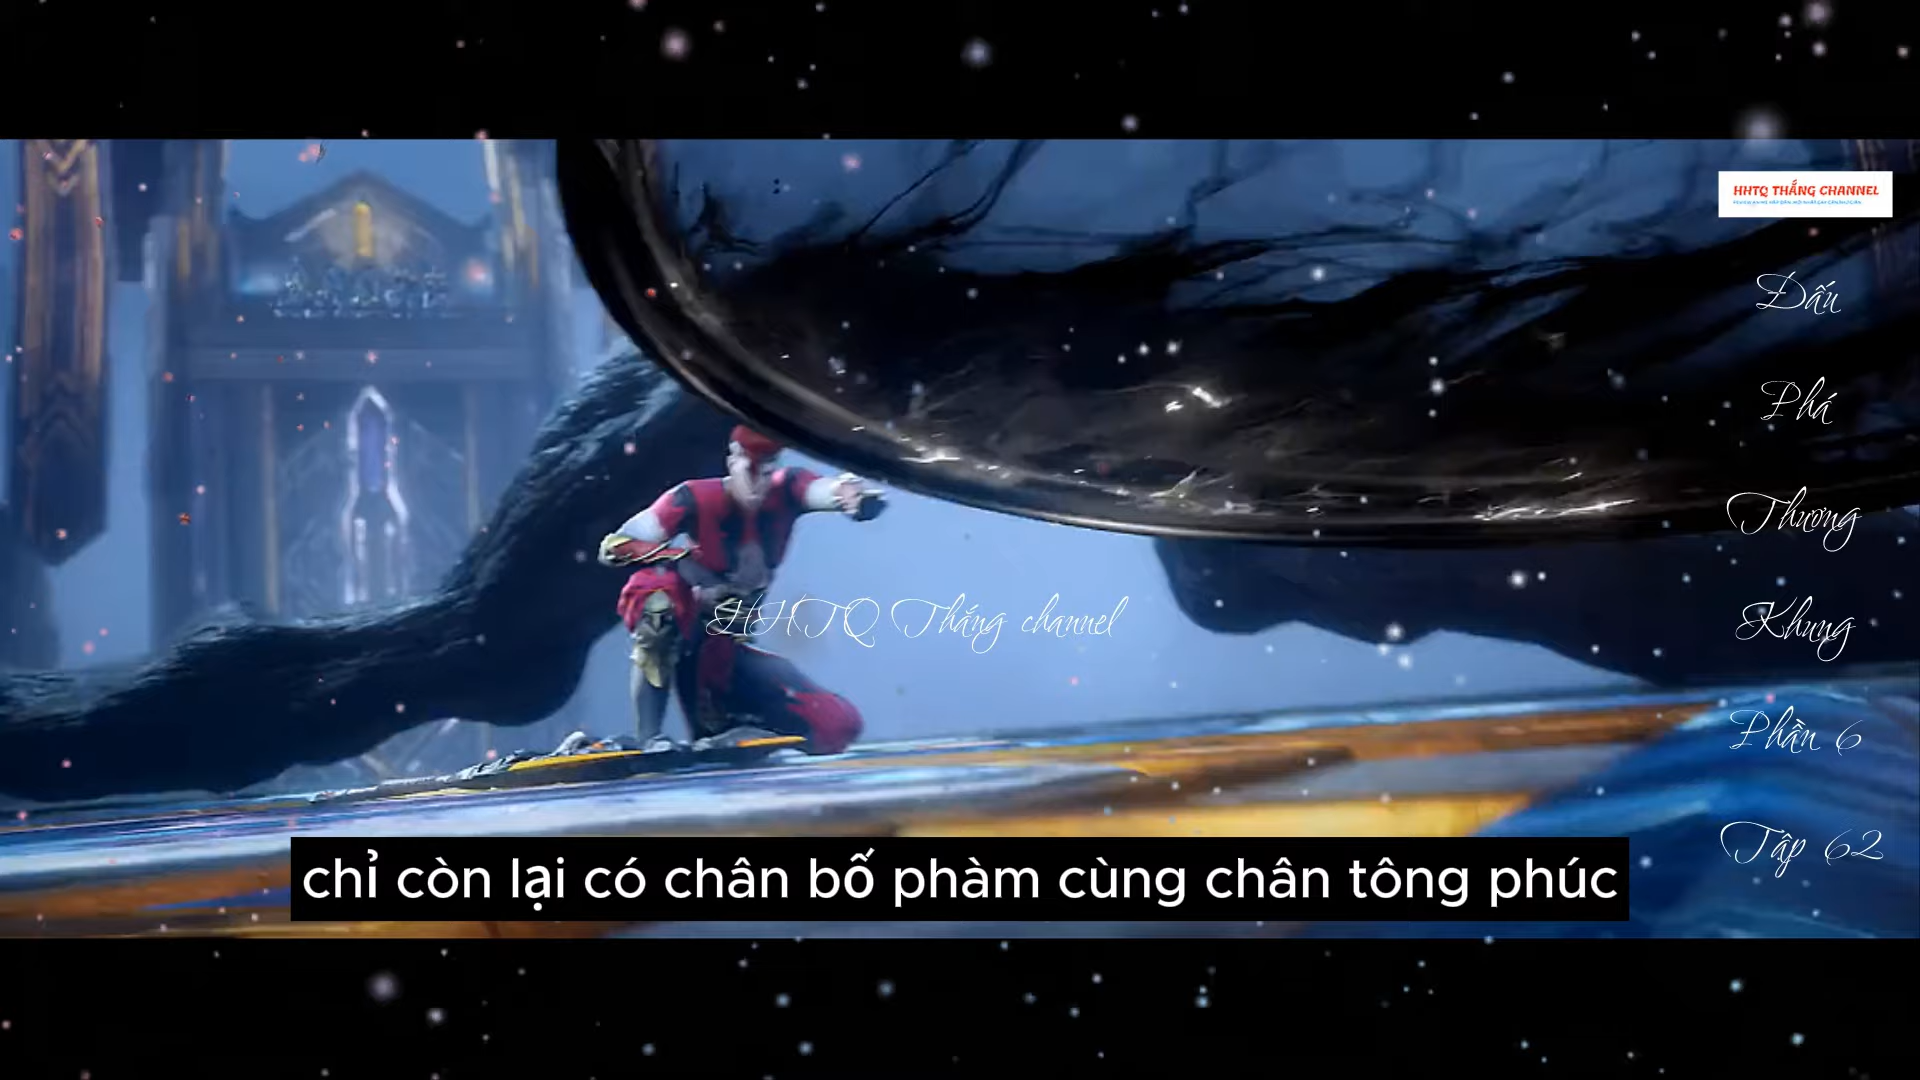 HHTQ THẮNG CHANNEL
Đấu
Phá
Thương
Khung
HHTQ Thắng channel
Phần 6
Tập 62
chỉ còn lại có chân bố phàm cùng chân tông phúc